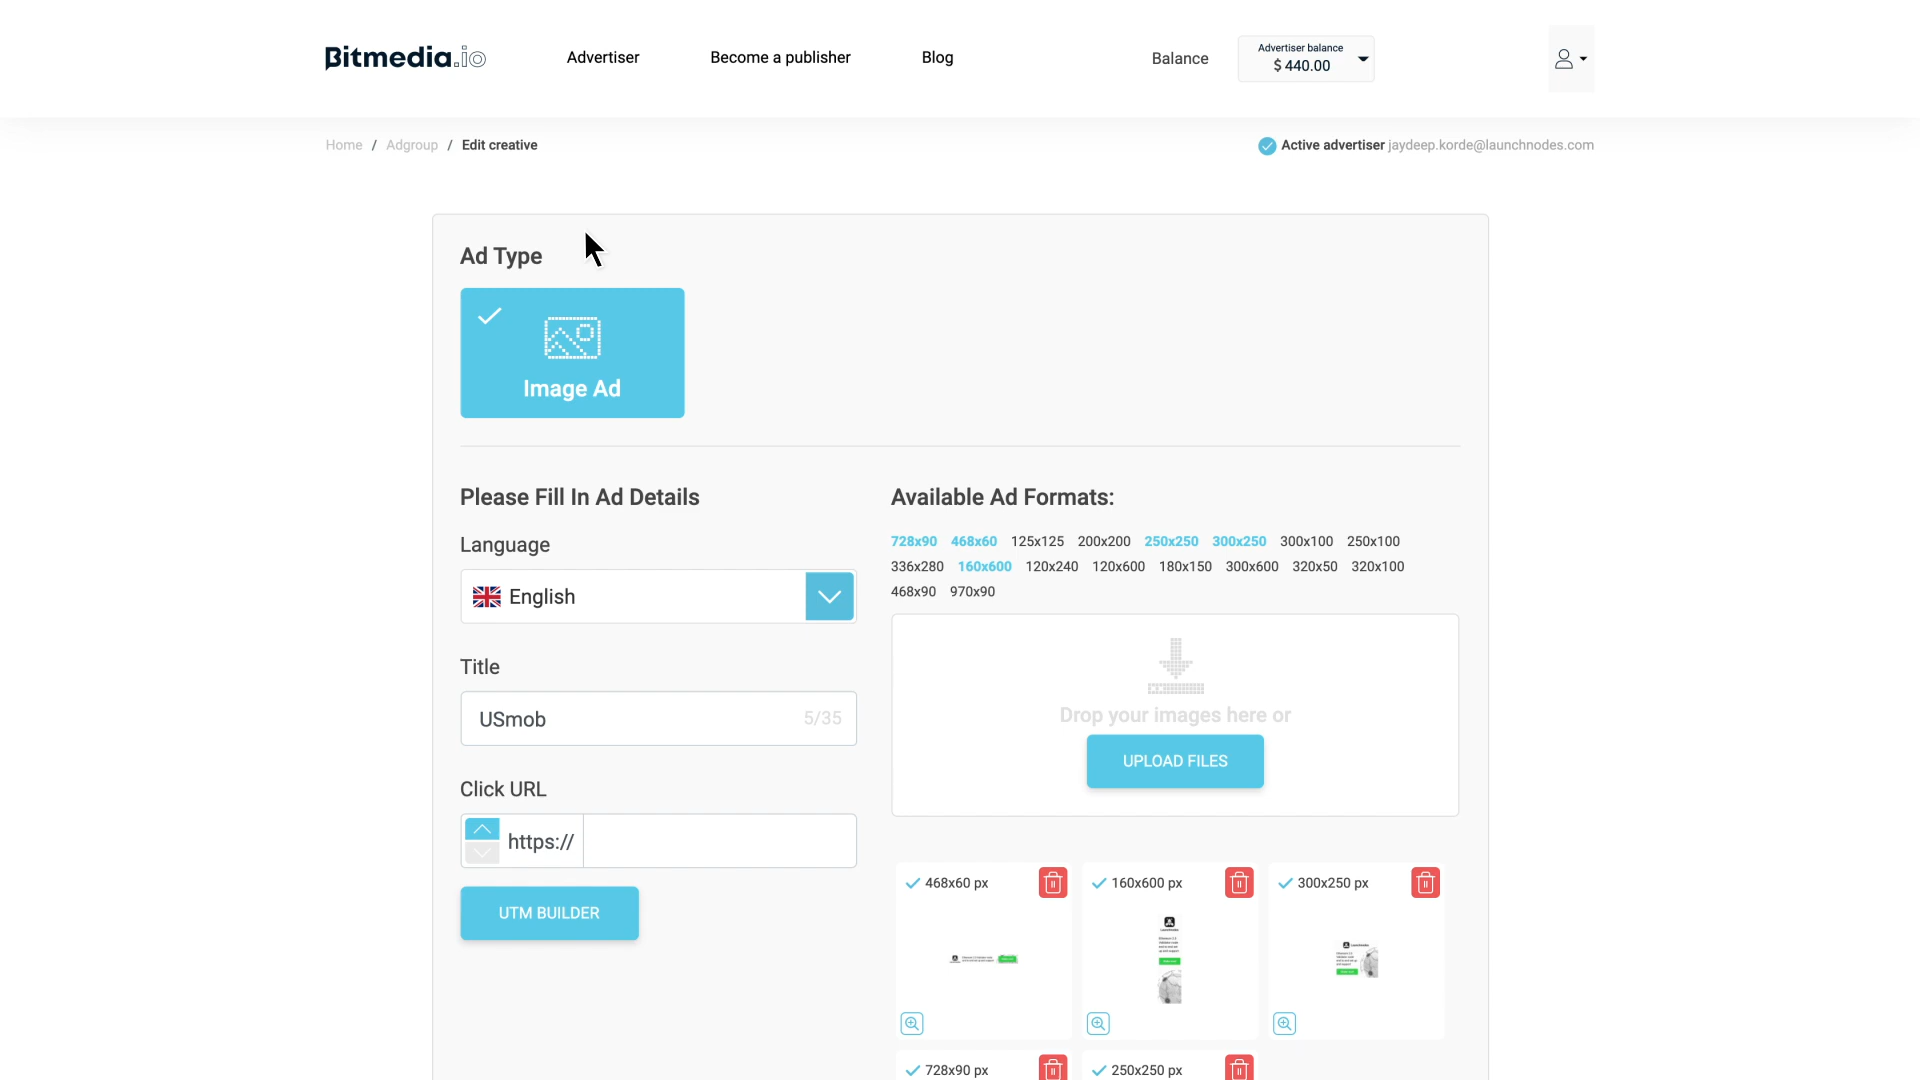 Bitmedia.io
Advertiser
Become a publisher
Blog
Balance
Advertiser balance
$ 440.00
Home / Adgroup / Edit creative
Active advertiser jaydeep.korde@launchnodes.com
Ad Type
Image Ad
Please Fill In Ad Details
Language
English
Title
USmob
5/35
Click URL
https://
UTM BUILDER
Available Ad Formats:
728x90 468x60 125x125 200x200 250x250 300x250 300x100 250x100
336x280 160x600 120x240 120x600 180x150 300x600 320x50 320x100
468x90 970x90
Drop your images here or
UPLOAD FILES
468x60 px
160x600 px
300x250 px
728x90 px
250x250 px